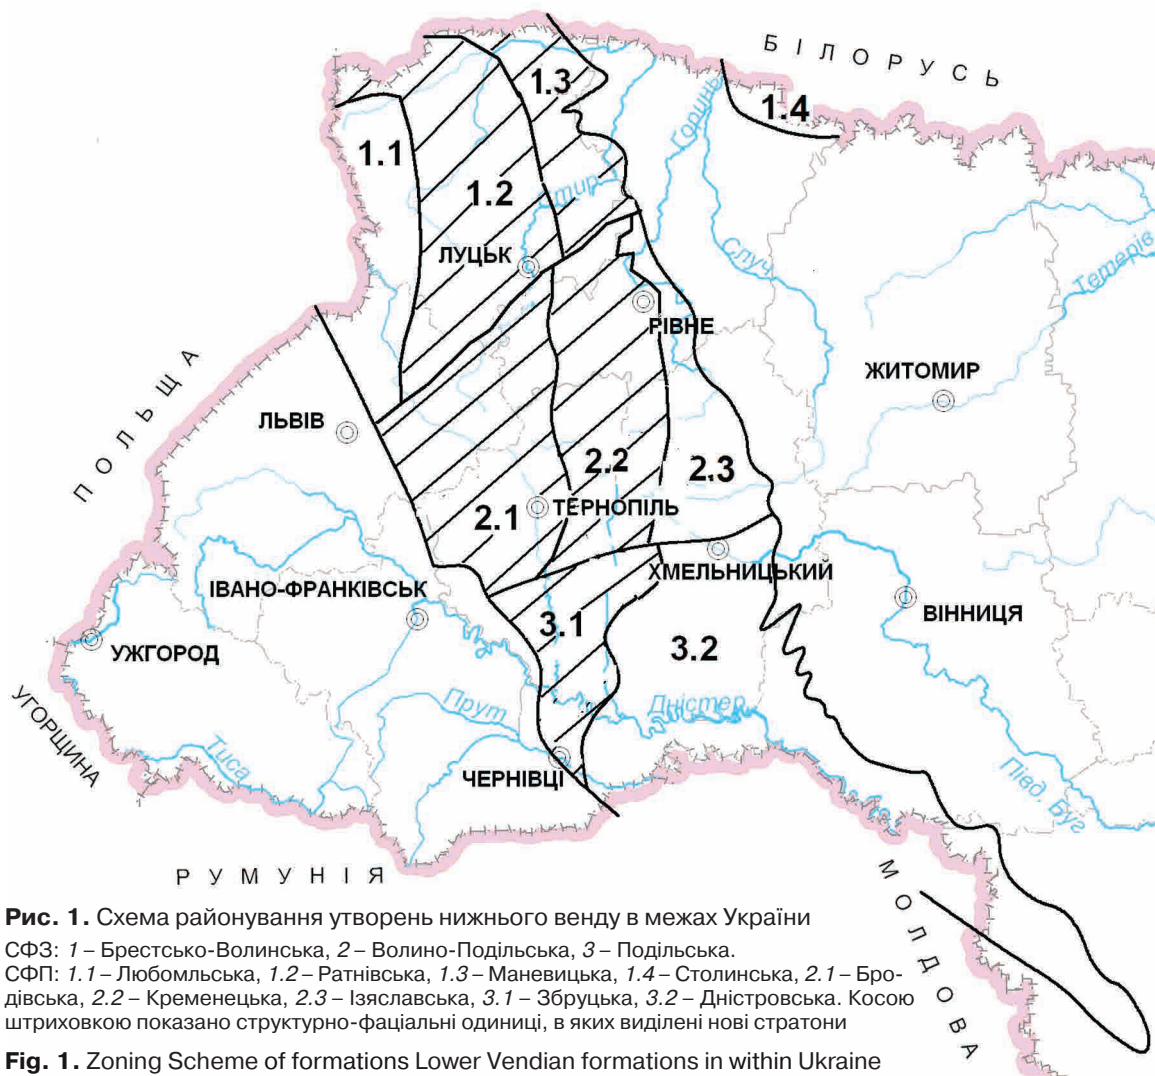 БІЛОРУСЬ
1.3
1.4
Горинь
1.1
1.2
Стир
Случ
Тетерів
ЛУЦЬК
РІВНЕ
ЖИТОМИР
ПОЛЬЩА
ЛЬВІВ
2.2
2.3
2.1
ТЕРНОПІЛЬ
ХМЕЛЬНИЦЬКИЙ
ІВАНО-ФРАНКІВСЬК
ВІННИЦЯ
3.1
3.2
УЖГОРОД
УГОРЩИНА
Прут
Дністер
Тиса
ЧЕРНІВЦІ
Півд. Буг
РУМУНІЯ
МОЛДОВА
Рис. 1. Схема районування утворень нижнього венду в межах України
СФЗ: 1 – Брестсько-Волинська, 2 – Волино-Подільська, 3 – Подільська.
СФП: 1.1 – Любомльська, 1.2 – Ратнівська, 1.3 – Маневицька, 1.4 – Столинська, 2.1 – Бро-
дівська, 2.2 – Кременецька, 2.3 – Ізяславська, 3.1 – Збруцька, 3.2 – Дністровська. Косою
штриховкою показано структурно-фаціальні одиниці, в яких виділені нові стратони
Fig. 1. Zoning Scheme of formations Lower Vendian formations in within Ukraine